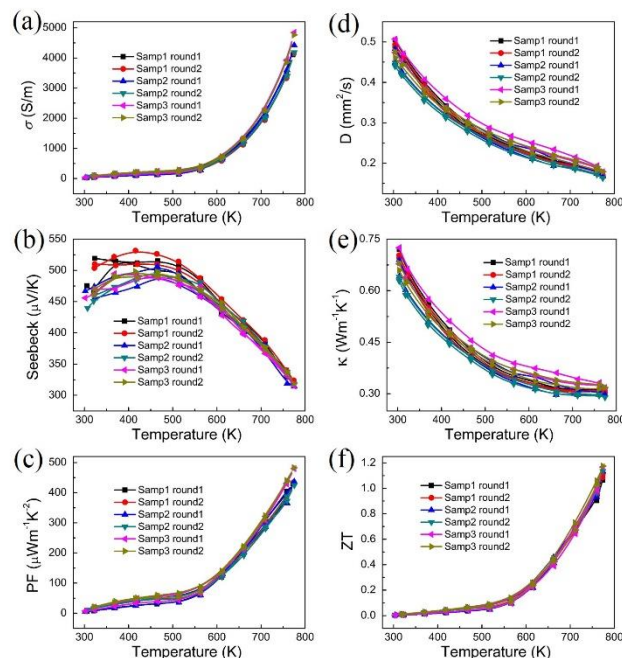 (a)
5000
4000
3000
2000
1000
0
σ (S/m)
Samp1 round1
Samp1 round2
Samp2 round1
Samp2 round2
Samp3 round1
Samp3 round2
300 400 500 600 700 800
Temperature (K)
(d)
0.5
0.4
0.3
0.2
D (mm²/s)
Samp1 round1
Samp1 round2
Samp2 round1
Samp2 round2
Samp3 round1
Samp3 round2
300 400 500 600 700 800
Temperature (K)
(b)
550
500
450
400
350
300
Seebeck (μV/K)
Samp1 round1
Samp1 round2
Samp2 round1
Samp2 round2
Samp3 round1
Samp3 round2
300 400 500 600 700 800
Temperature (K)
(e)
0.75
0.60
0.45
0.30
κ (Wm⁻¹K⁻¹)
Samp1 round1
Samp1 round2
Samp2 round1
Samp2 round2
Samp3 round1
Samp3 round2
300 400 500 600 700 800
Temperature (K)
(c)
500
400
300
200
100
0
PF (μWm⁻¹K⁻²)
Samp1 round1
Samp1 round2
Samp2 round1
Samp2 round2
Samp3 round1
Samp3 round2
300 400 500 600 700 800
Temperature (K)
(f)
1.2
1.0
0.8
0.6
0.4
0.2
0.0
ZT
Samp1 round1
Samp1 round2
Samp2 round1
Samp2 round2
Samp3 round1
Samp3 round2
300 400 500 600 700 800
Temperature (K)